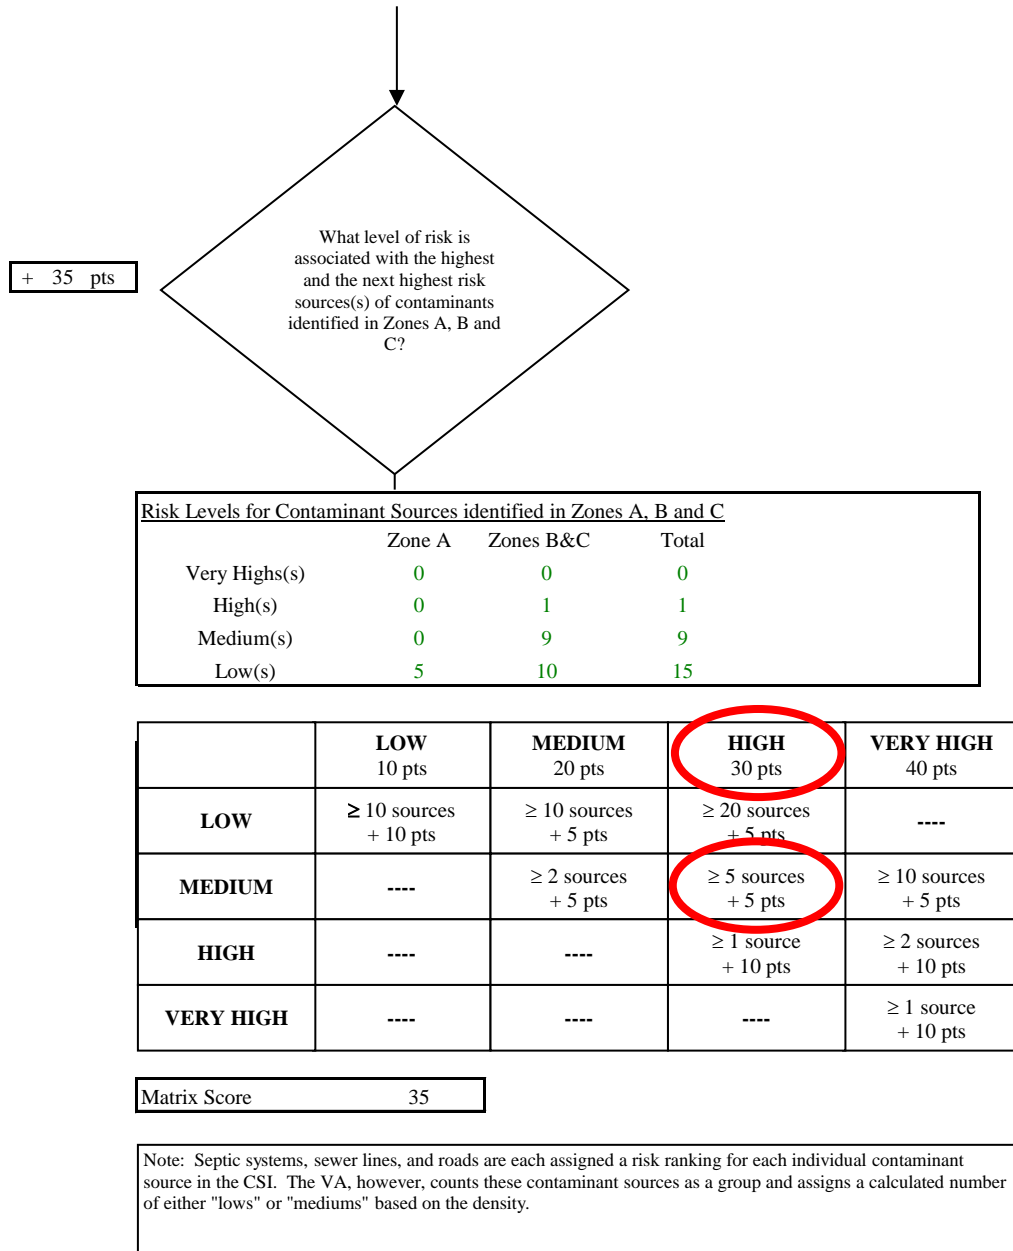 What level of risk is
associated with the highest
and the next highest risk
sources(s) of contaminants
identified in Zones A, B and
C?
+ 35 pts
Risk Levels for Contaminant Sources identified in Zones A, B and C
Zone A Zones B&C Total
Very Highs(s) 0 0 0
High(s) 0 1 1
Medium(s) 0 9 9
Low(s) 5 10 15
LOW MEDIUM HIGH VERY HIGH
10 pts 20 pts 30 pts 40 pts
LOW ≥ 10 sources ≥ 10 sources ≥ 20 sources ----
+ 10 pts + 5 pts + 5 pts
MEDIUM ---- ≥ 2 sources ≥ 5 sources ≥ 10 sources
+ 5 pts + 5 pts + 5 pts
HIGH ---- ---- ≥ 1 source ≥ 2 sources
+ 10 pts + 10 pts
VERY HIGH ---- ---- ---- ≥ 1 source
+ 10 pts
Matrix Score 35
Note: Septic systems, sewer lines, and roads are each assigned a risk ranking for each individual contaminant
source in the CSI. The VA, however, counts these contaminant sources as a group and assigns a calculated number
of either "lows" or "mediums" based on the density.